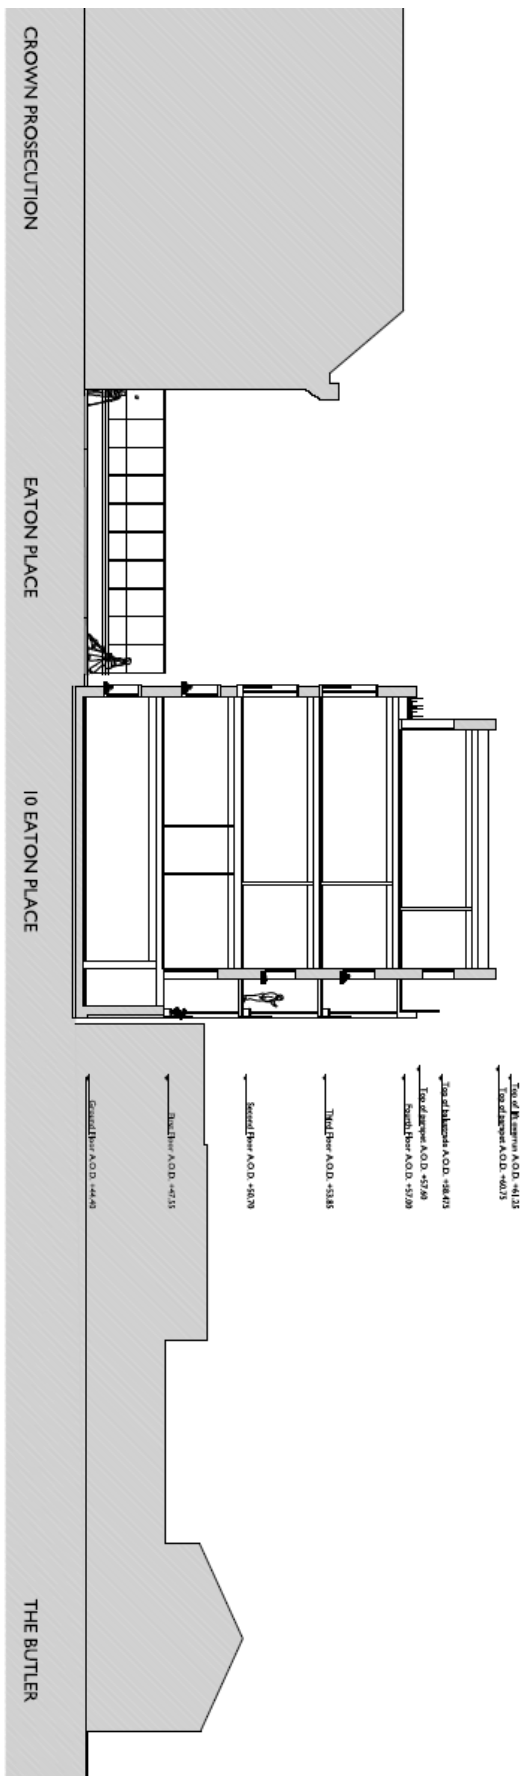 CROWN PROSECUTION
EATON PLACE
10 EATON PLACE
THE BUTLER
Top of lift overrun A.O.D. +61.25
Top of parapet A.O.D. +60.75
Top of balustrade A.O.D. +58.475
Top of parapet A.O.D. +57.60
Fourth Floor A.O.D. +57.00
Third Floor A.O.D. +53.85
Second Floor A.O.D. +50.70
First Floor A.O.D. +47.55
Ground Floor A.O.D. +44.40